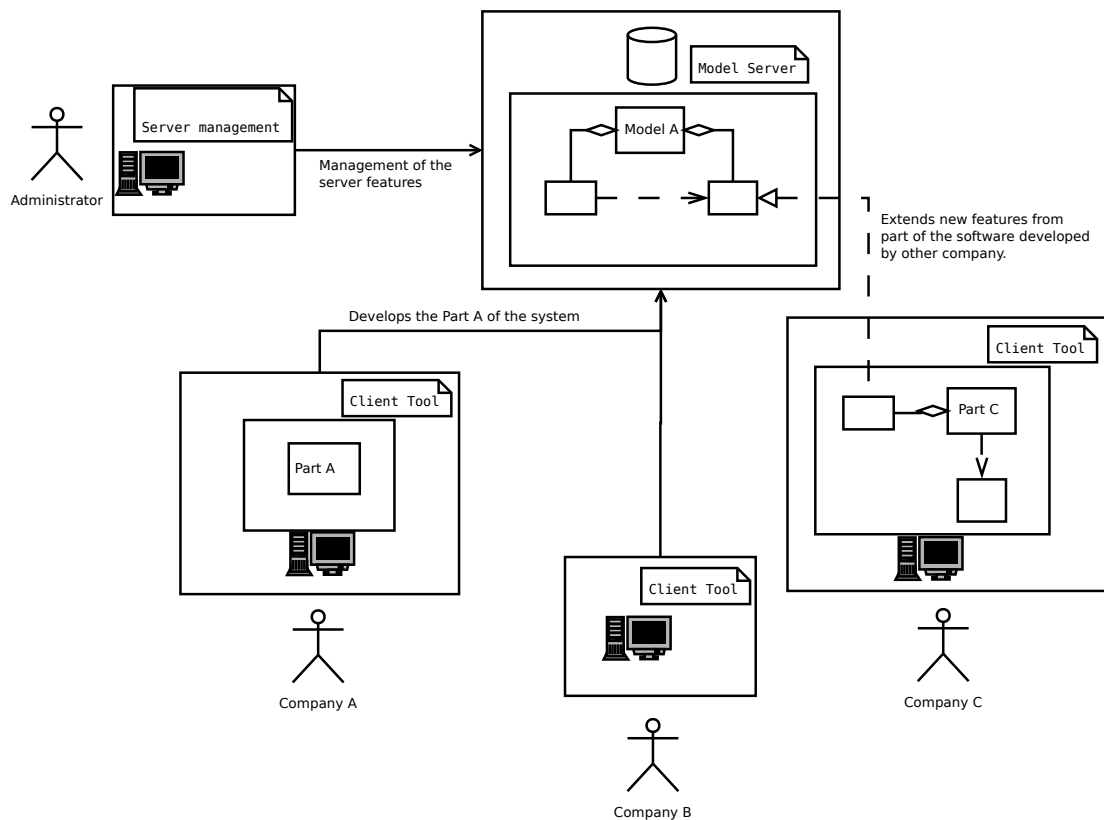 Model Server
Model A
Server management
Administrator
Management of the
server features
Extends new features from
part of the software developed
by other company.
Develops the Part A of the system
Client Tool
Part C
Client Tool
Part A
Client Tool
Company A
Company C
Company B